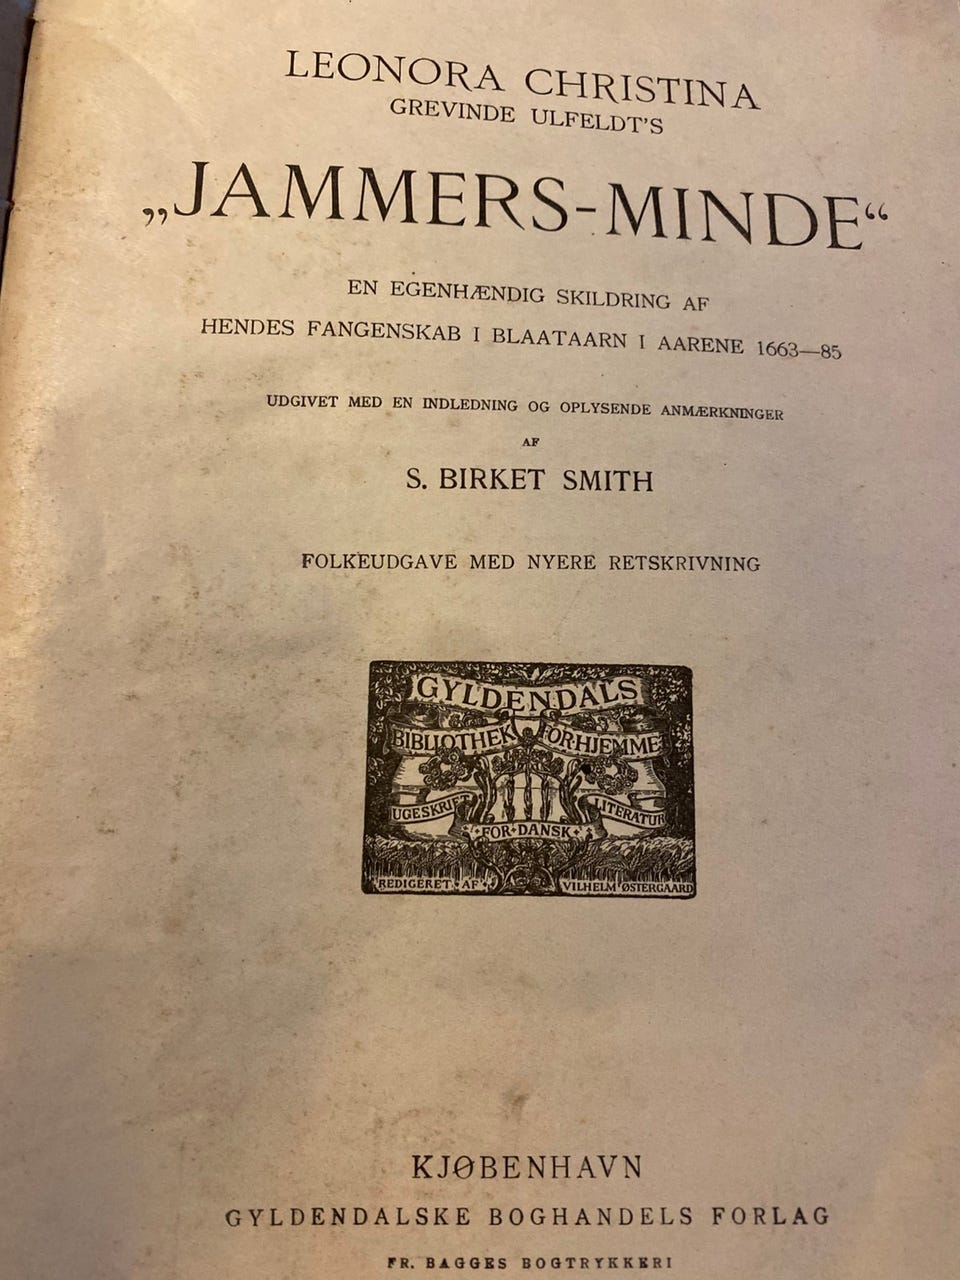 LEONORA CHRISTINA
GREVINDE ULFELDT'S
„JAMMERS-MINDE“
EN EGENHÆNDIG SKILDRING AF
HENDES FANGENSKAB I BLAATAARN I AARENE 1663—85
UDGIVET MED EN INDLEDNING OG OPLYSENDE ANMÆRKNINGER
AF
S. BIRKET SMITH
FOLKEUDGAVE MED NYERE RETSKRIVNING
GYLDENDALS
BIBLIOTHEK FORHJEMME
UGESKRIFT LITERATUR
FOR DANSK
REDIGERET AF VILHELM ØSTERGAARD
KJØBENHAVN
GYLDENDALSKE BOGHANDELS FORLAG
FR. BAGGES BOGTRYKKERI